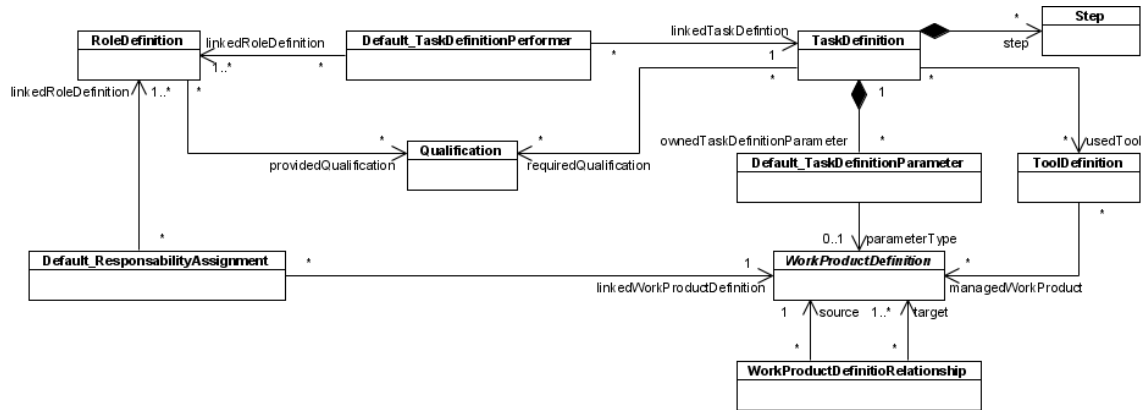 Step
*
step
RoleDefinition
linkedRoleDefinition
1..*
*
Default_TaskDefinitionPerformer
*
linkedTaskDefintion
1
TaskDefinition
*
1
*
linkedRoleDefinition
1..*
*
*
providedQualification
Qualification
*
requiredQualification
ownedTaskDefinitionParameter
*
Default_TaskDefinitionParameter
*
usedTool
ToolDefinition
*
0..1
parameterType
*
Default_ResponsabilityAssignment
*
1
linkedWorkProductDefinition
WorkProductDefinition
*
managedWorkProduct
1
source
1..*
target
*
*
WorkProductDefinitioRelationship